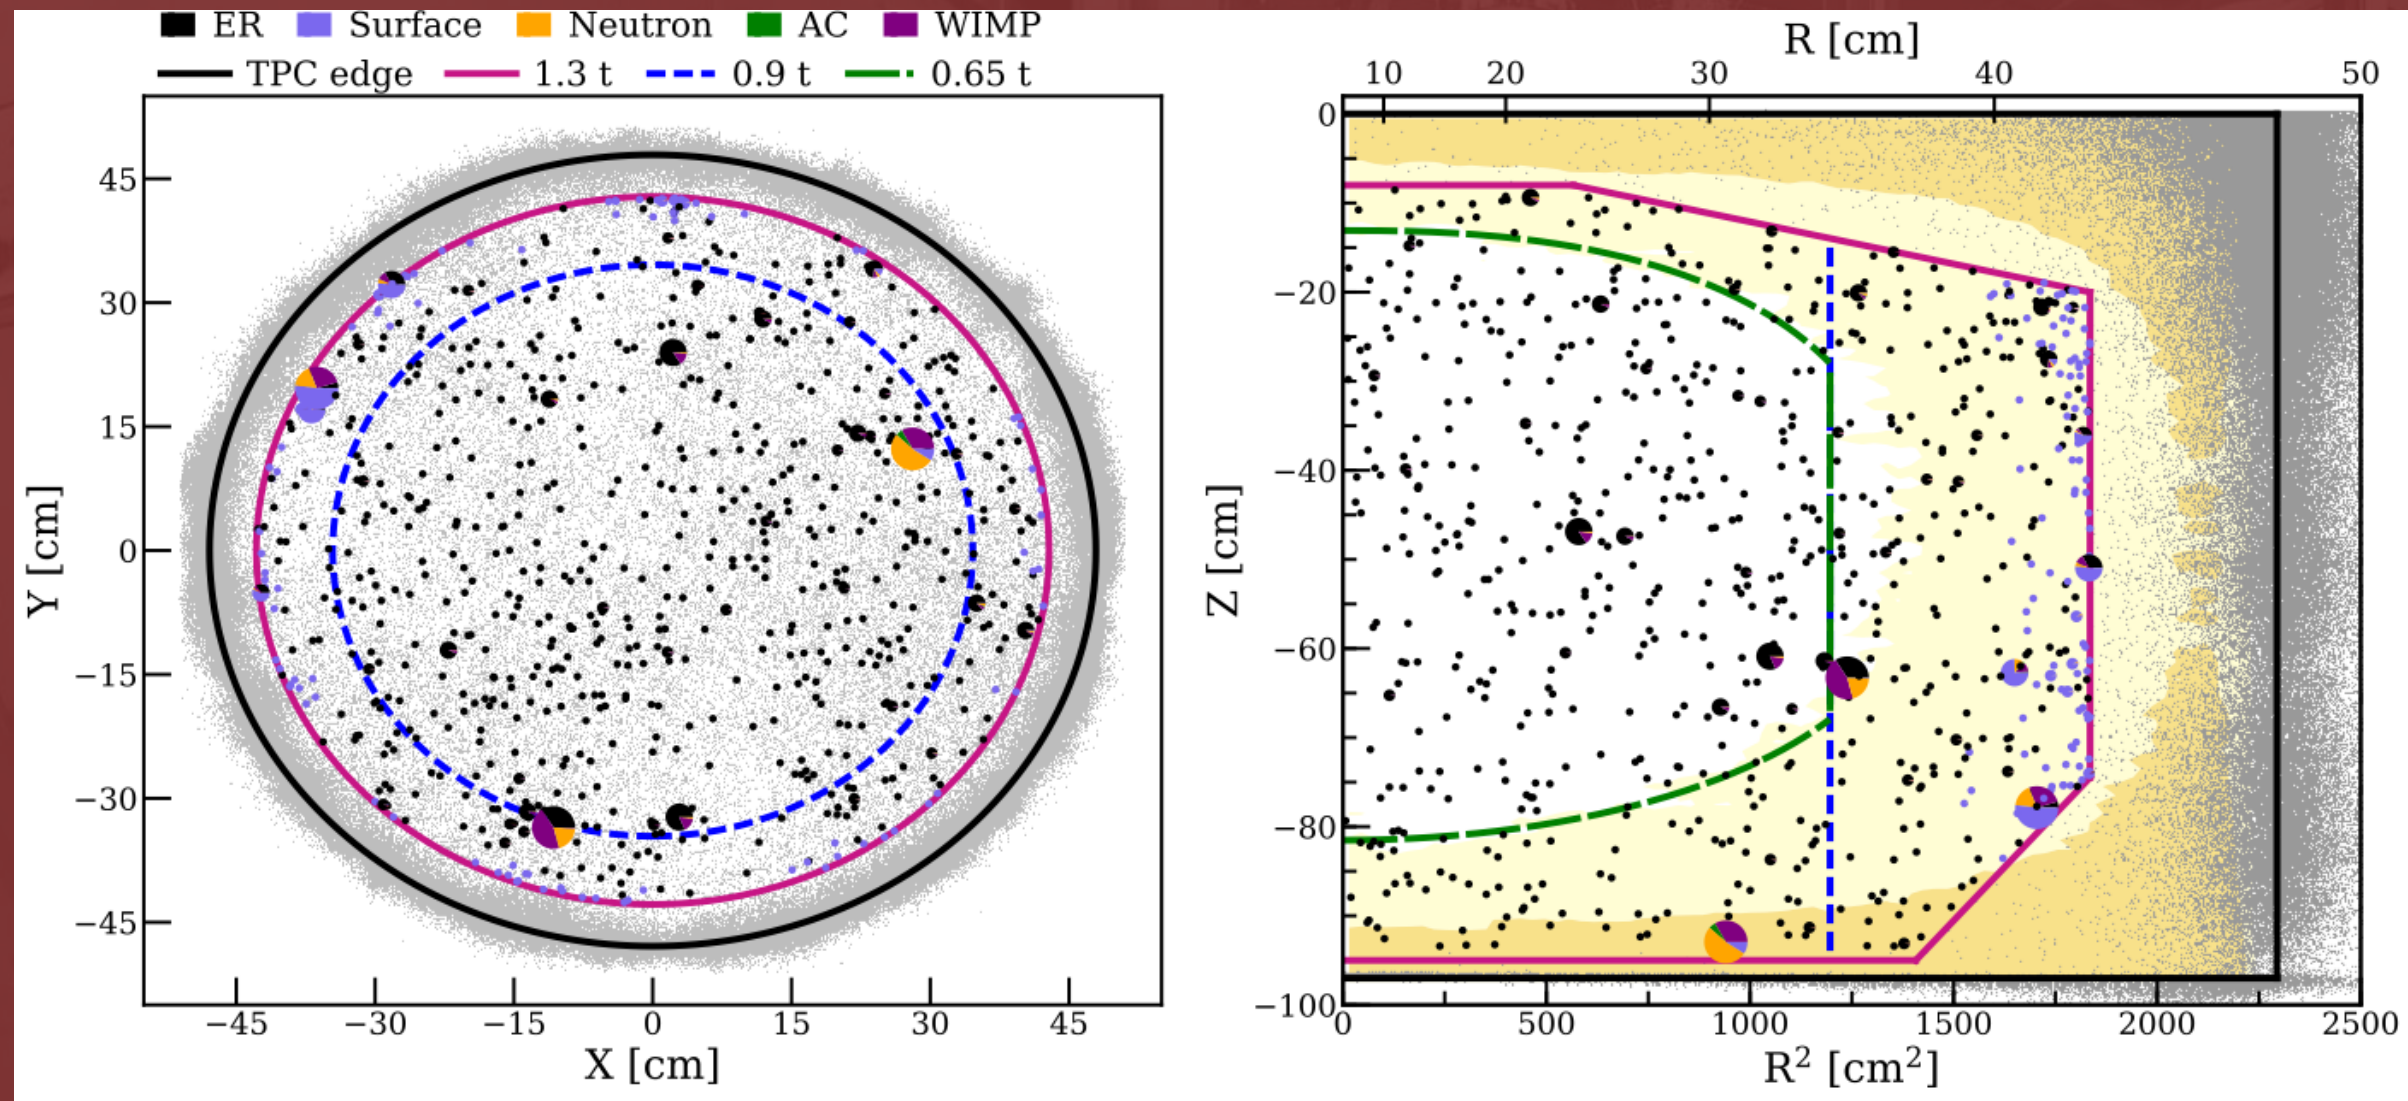 ER Surface Neutron AC WIMP
TPC edge 1.3 t 0.9 t 0.65 t
45
30
15
0
−15
−30
−45
Y [cm]
−45 −30 −15 0 15 30 45
X [cm]
R [cm]
10 20 30 40 50
0
−20
−40
−60
−80
−100
Z [cm]
0 500 1000 1500 2000 2500
R² [cm²]